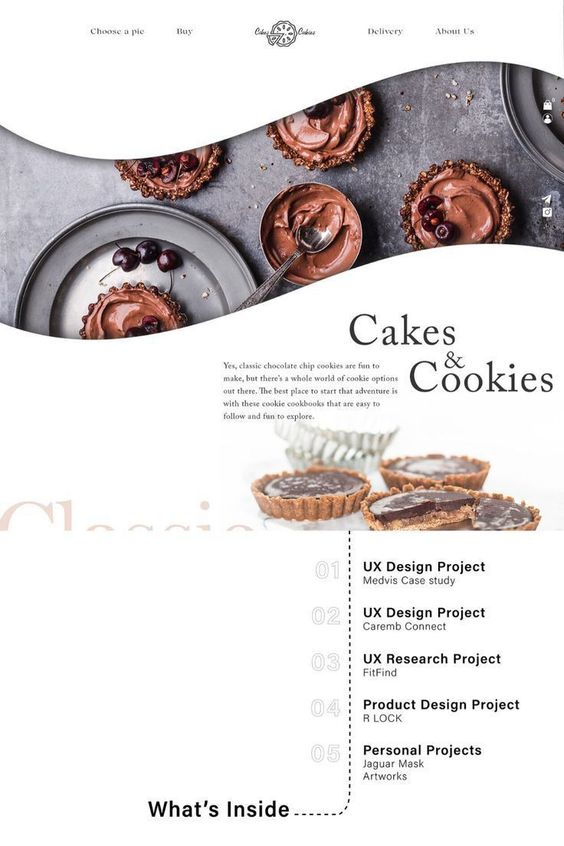 Choose a pie
Buy
Cakes Cookies
Delivery
About Us
Cakes
&
Cookies
Yes, classic chocolate chip cookies are fun to
make, but there's a whole world of cookie options
out there. The best place to start that adventure is
with these cookie cookbooks that are easy to
follow and fun to explore.
Classic
01
UX Design Project
Medvis Case study
02
UX Design Project
Caremb Connect
03
UX Research Project
FitFind
04
Product Design Project
R LOCK
05
Personal Projects
Jaguar Mask
Artworks
What's Inside